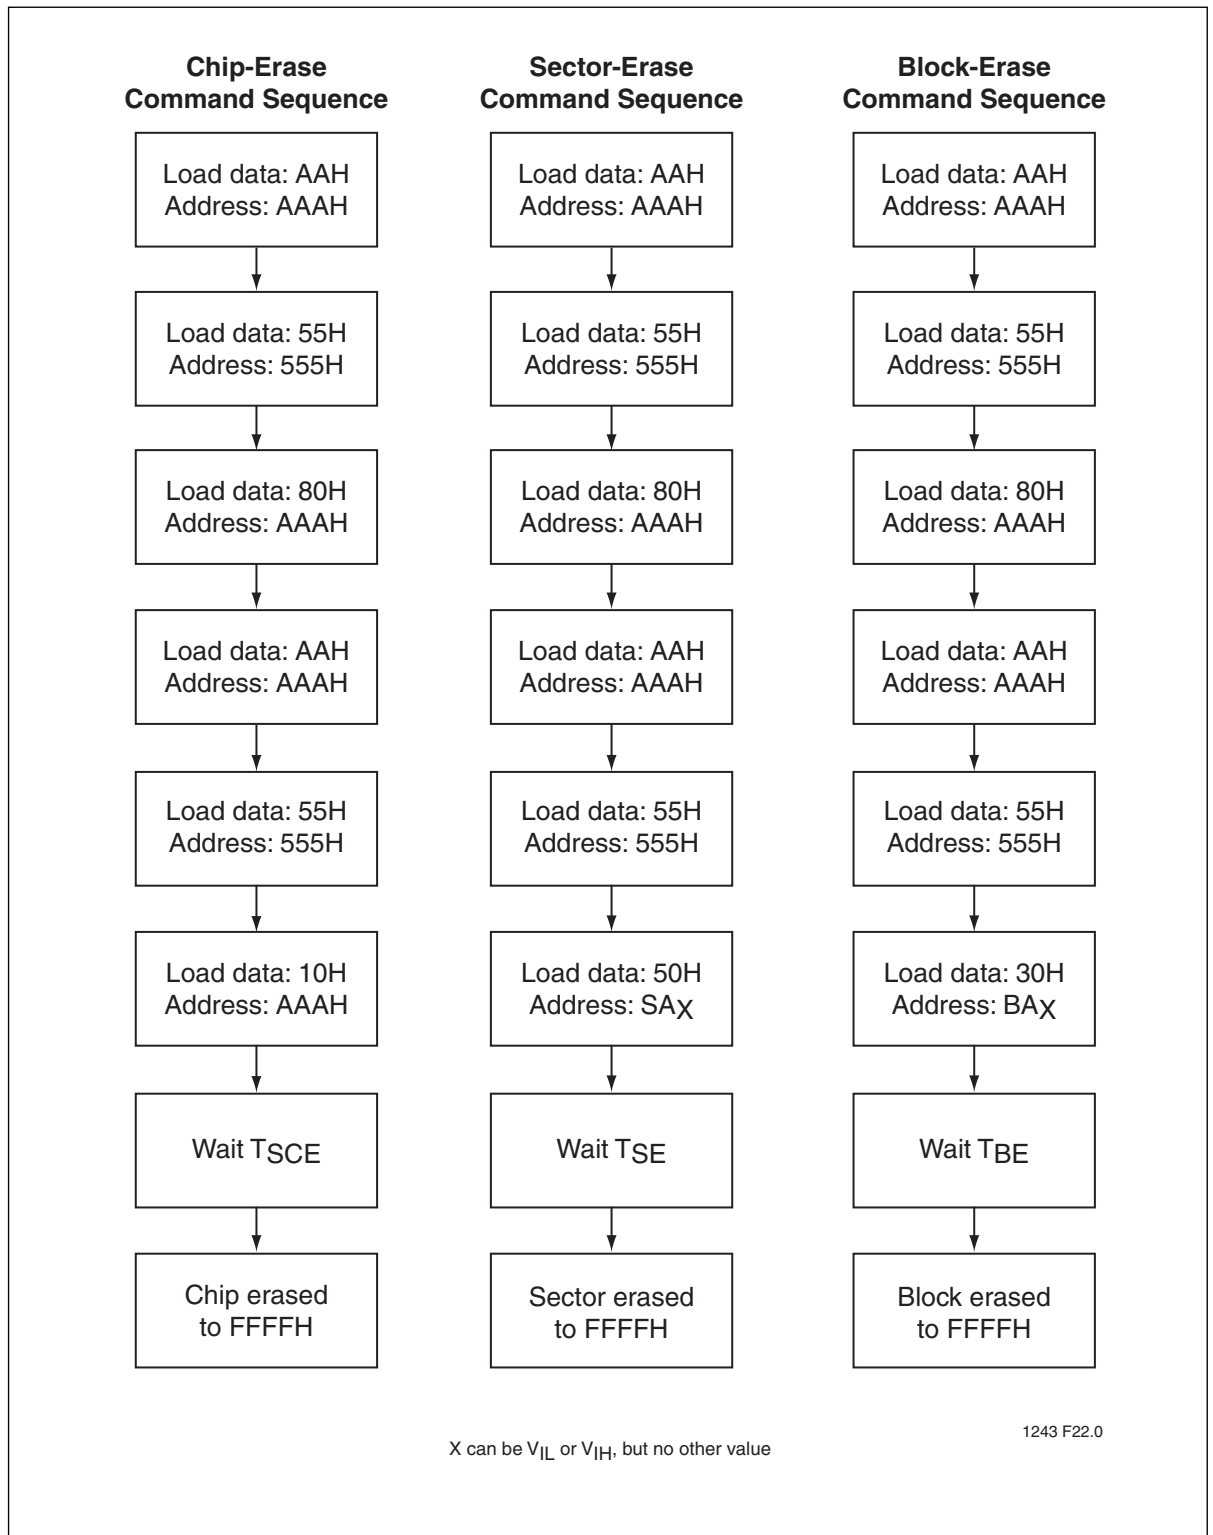 Chip-Erase
Command Sequence
Load data: AAH
Address: AAAH
Load data: 55H
Address: 555H
Load data: 80H
Address: AAAH
Load data: AAH
Address: AAAH
Load data: 55H
Address: 555H
Load data: 10H
Address: AAAH
Wait TSCE
Chip erased
to FFFFH
Sector-Erase
Command Sequence
Load data: AAH
Address: AAAH
Load data: 55H
Address: 555H
Load data: 80H
Address: AAAH
Load data: AAH
Address: AAAH
Load data: 55H
Address: 555H
Load data: 50H
Address: SAX
Wait TSE
Sector erased
to FFFFH
Block-Erase
Command Sequence
Load data: AAH
Address: AAAH
Load data: 55H
Address: 555H
Load data: 80H
Address: AAAH
Load data: AAH
Address: AAAH
Load data: 55H
Address: 555H
Load data: 30H
Address: BAX
Wait TBE
Block erased
to FFFFH
1243 F22.0
X can be VIL or VIH, but no other value